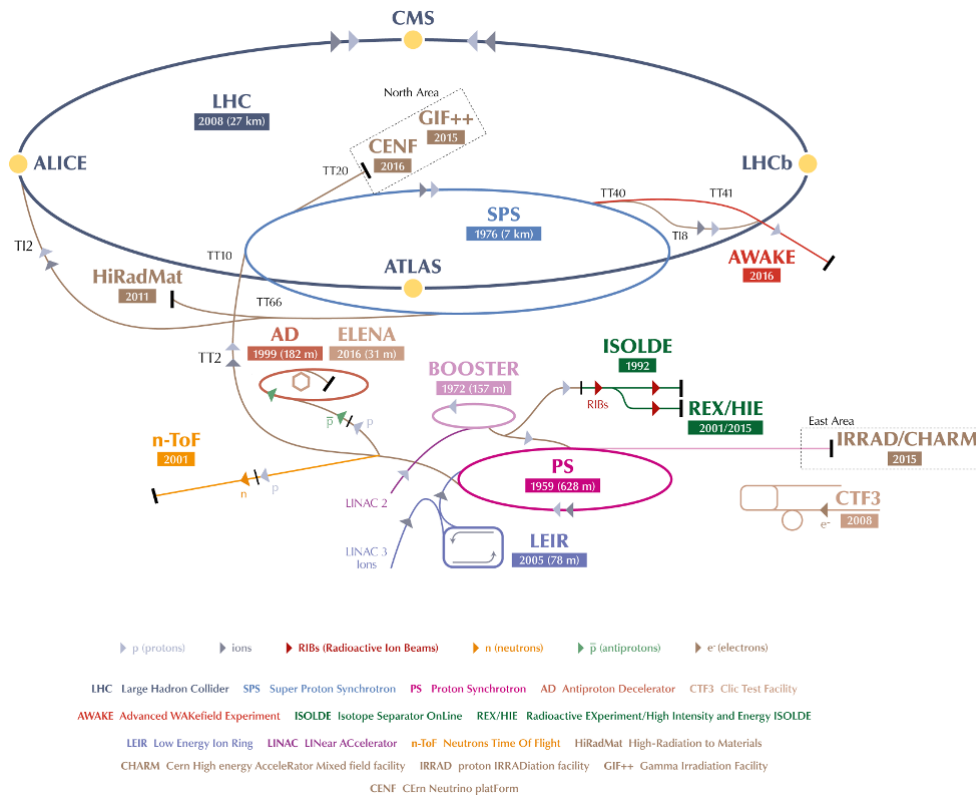 CMS
North Area
LHC
2008 (27 km)
GIF++
2015
CENF
2016
ALICE
LHCb
TT20
TT40
TT41
SPS
1976 (7 km)
TI8
TI2
TT10
AWAKE
2016
ATLAS
HiRadMat
2011
TT66
AD
1999 (182 m)
ELENA
2016 (31 m)
TT2
ISOLDE
1992
BOOSTER
1972 (157 m)
RIBs
REX/HIE
2001/2015
p̅
p
East Area
n-ToF
2001
IRRAD/CHARM
2015
PS
1959 (628 m)
n
p
LINAC 2
CTF3
2008
e-
LEIR
2005 (78 m)
LINAC 3
Ions
p (protons) ions RIBs (Radioactive Ion Beams) n (neutrons) p̅ (antiprotons) e- (electrons)
LHC Large Hadron Collider SPS Super Proton Synchrotron PS Proton Synchrotron AD Antiproton Decelerator CTF3 Clic Test Facility
AWAKE Advanced WAKefield Experiment ISOLDE Isotope Separator OnLine REX/HIE Radioactive EXperiment/High Intensity and Energy ISOLDE
LEIR Low Energy Ion Ring LINAC LINear ACcelerator n-ToF Neutrons Time Of Flight HiRadMat High-Radiation to Materials
CHARM Cern High energy AcceleRator Mixed field facility IRRAD proton IRRADiation facility GIF++ Gamma Irradiation Facility
CENF CErn Neutrino platForm